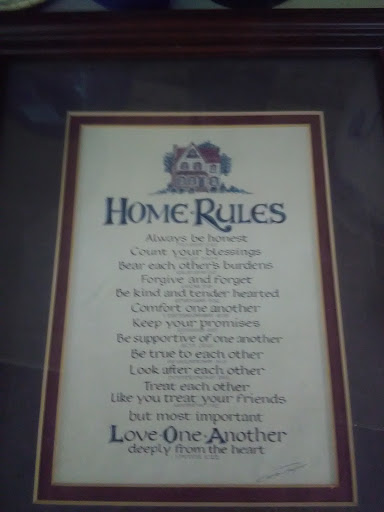 HOME·RULES
Always be honest
Count your blessings
Bear each other's burdens
Forgive and forget
Be kind and tender hearted
Comfort one another
Keep your promises
Be supportive of one another
Be true to each other
Look after each other
Treat each other
Like you treat your friends
but most important
Love·One·Another
deeply from the heart